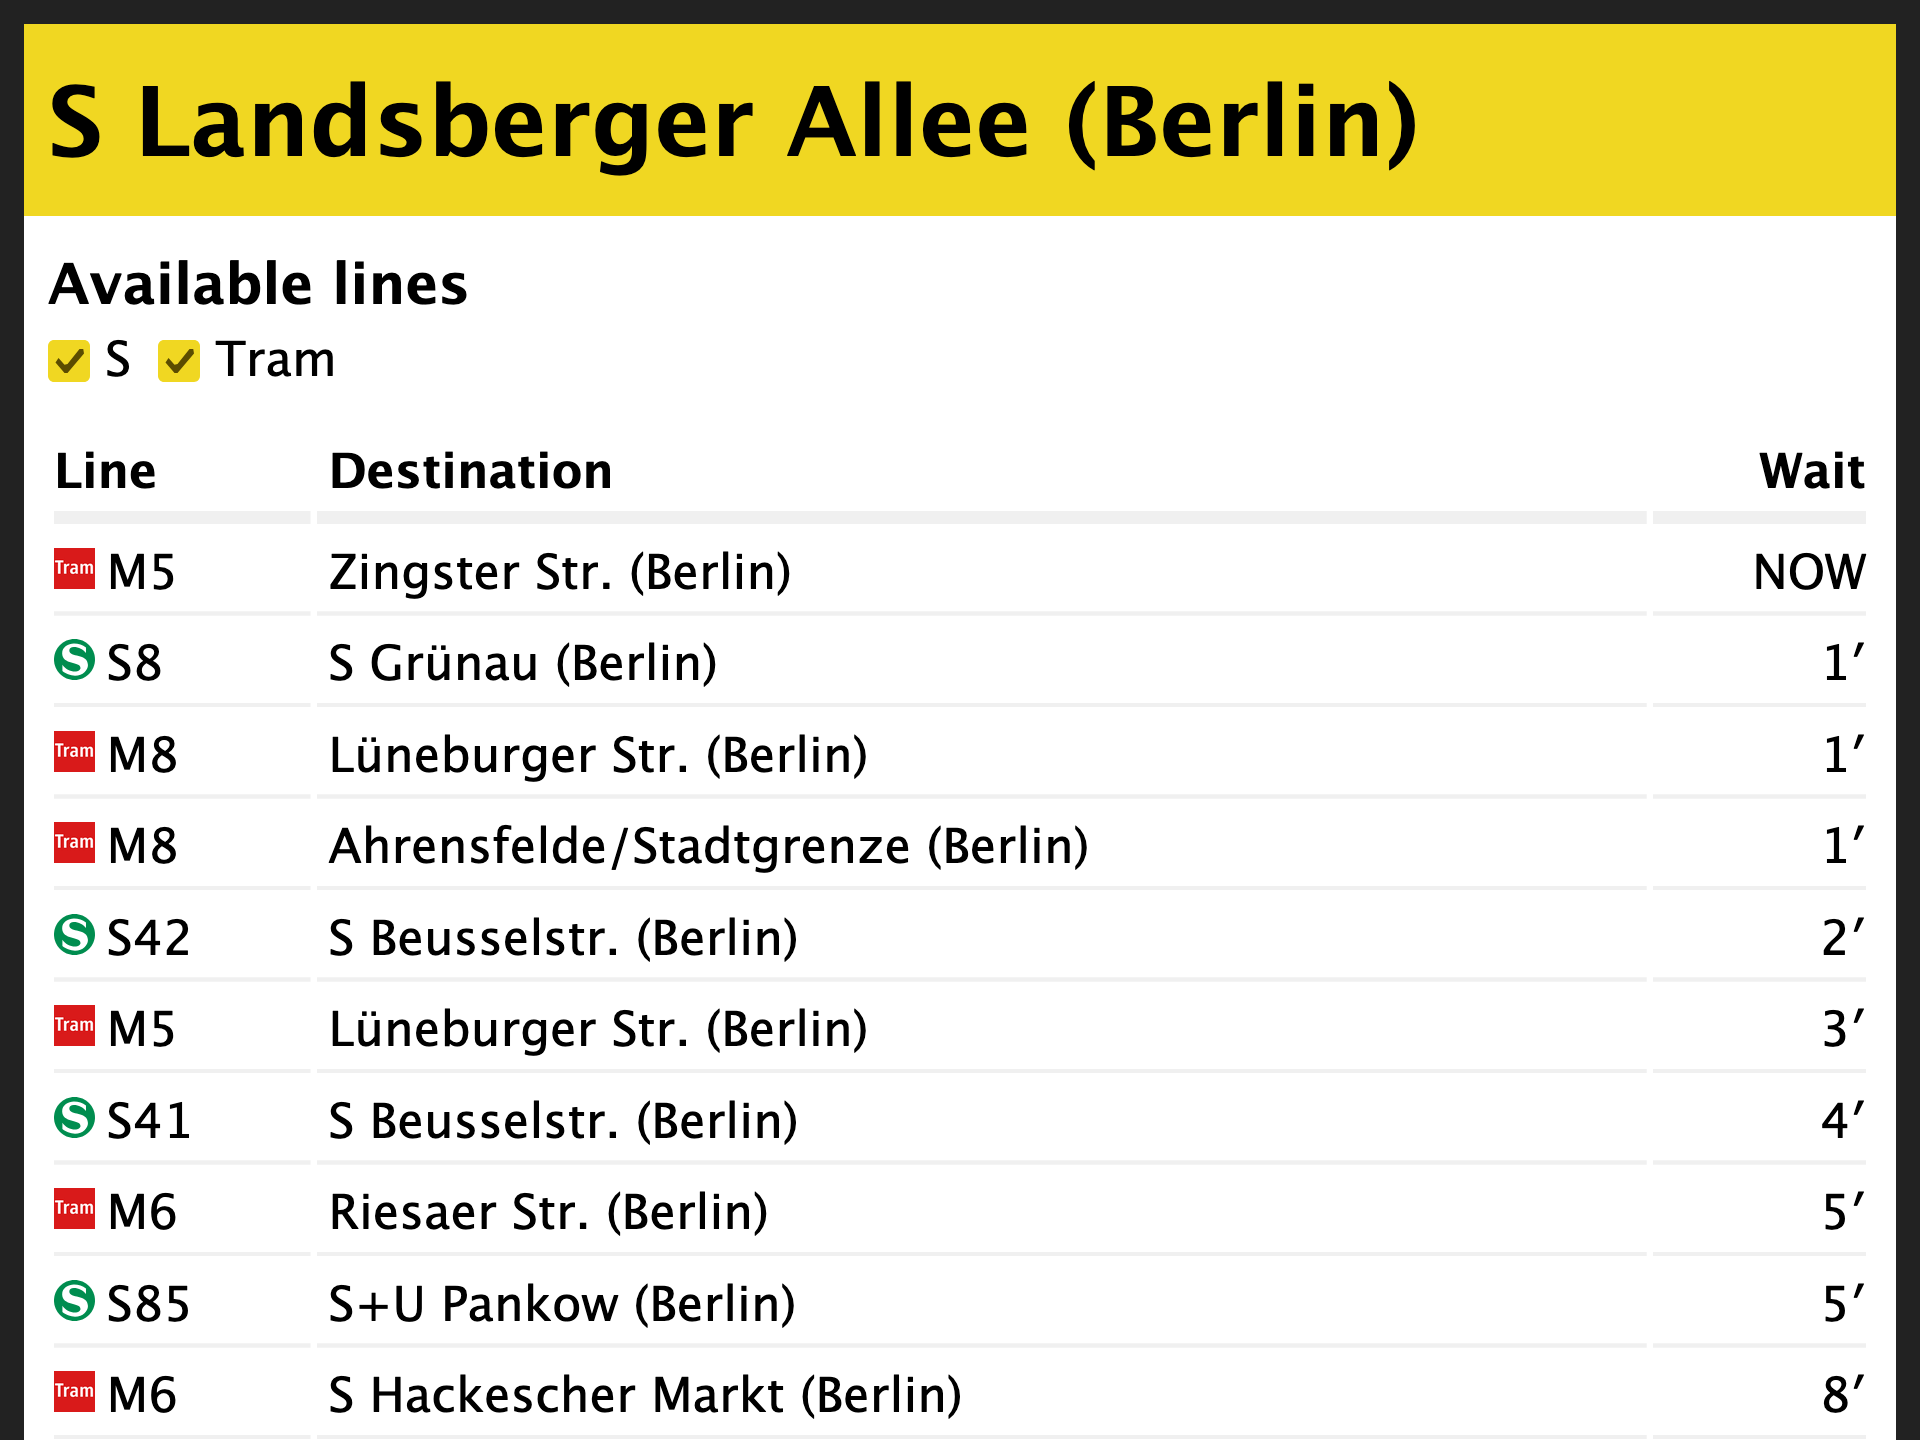 S Landsberger Allee (Berlin)
Available lines
S Tram
Line Destination Wait
Tram M5 Zingster Str. (Berlin) NOW
S S8 S Grünau (Berlin) 1′
Tram M8 Lüneburger Str. (Berlin) 1′
Tram M8 Ahrensfelde/Stadtgrenze (Berlin) 1′
S S42 S Beusselstr. (Berlin) 2′
Tram M5 Lüneburger Str. (Berlin) 3′
S S41 S Beusselstr. (Berlin) 4′
Tram M6 Riesaer Str. (Berlin) 5′
S S85 S+U Pankow (Berlin) 5′
Tram M6 S Hackescher Markt (Berlin) 8′